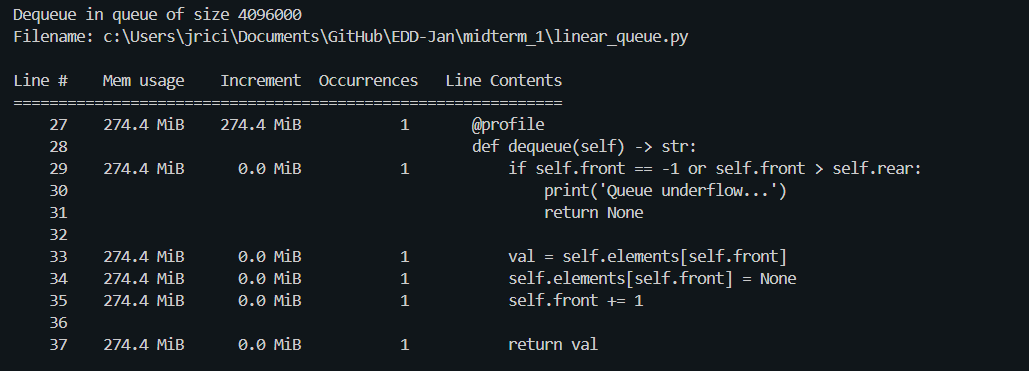 Dequeue in queue of size 4096000
Filename: c:\Users\jrici\Documents\GitHub\EDD-Jan\midterm_1\linear_queue.py

Line #    Mem usage    Increment  Occurrences   Line Contents
=============================================================
    27    274.4 MiB    274.4 MiB           1       @profile
    28                                             def dequeue(self) -> str:
    29    274.4 MiB      0.0 MiB           1           if self.front == -1 or self.front > self.rear:
    30                                                     print('Queue underflow...')
    31                                                     return None
    32
    33    274.4 MiB      0.0 MiB           1           val = self.elements[self.front]
    34    274.4 MiB      0.0 MiB           1           self.elements[self.front] = None
    35    274.4 MiB      0.0 MiB           1           self.front += 1
    36
    37    274.4 MiB      0.0 MiB           1           return val